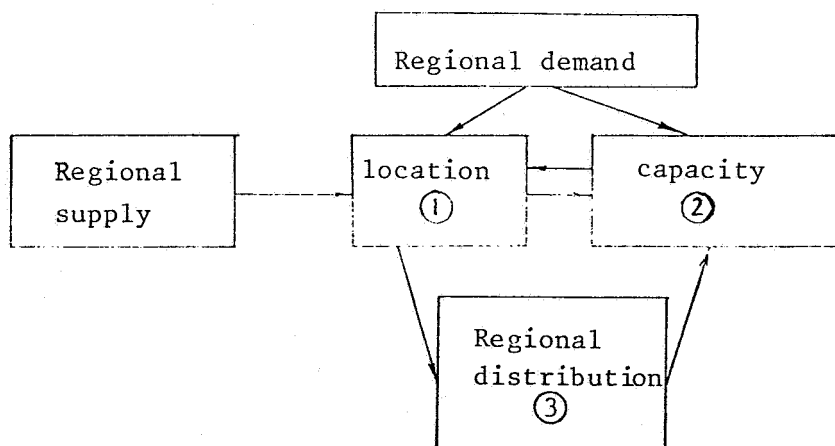 Regional demand
Regional
supply
location
①
capacity
②
Regional
distribution
③